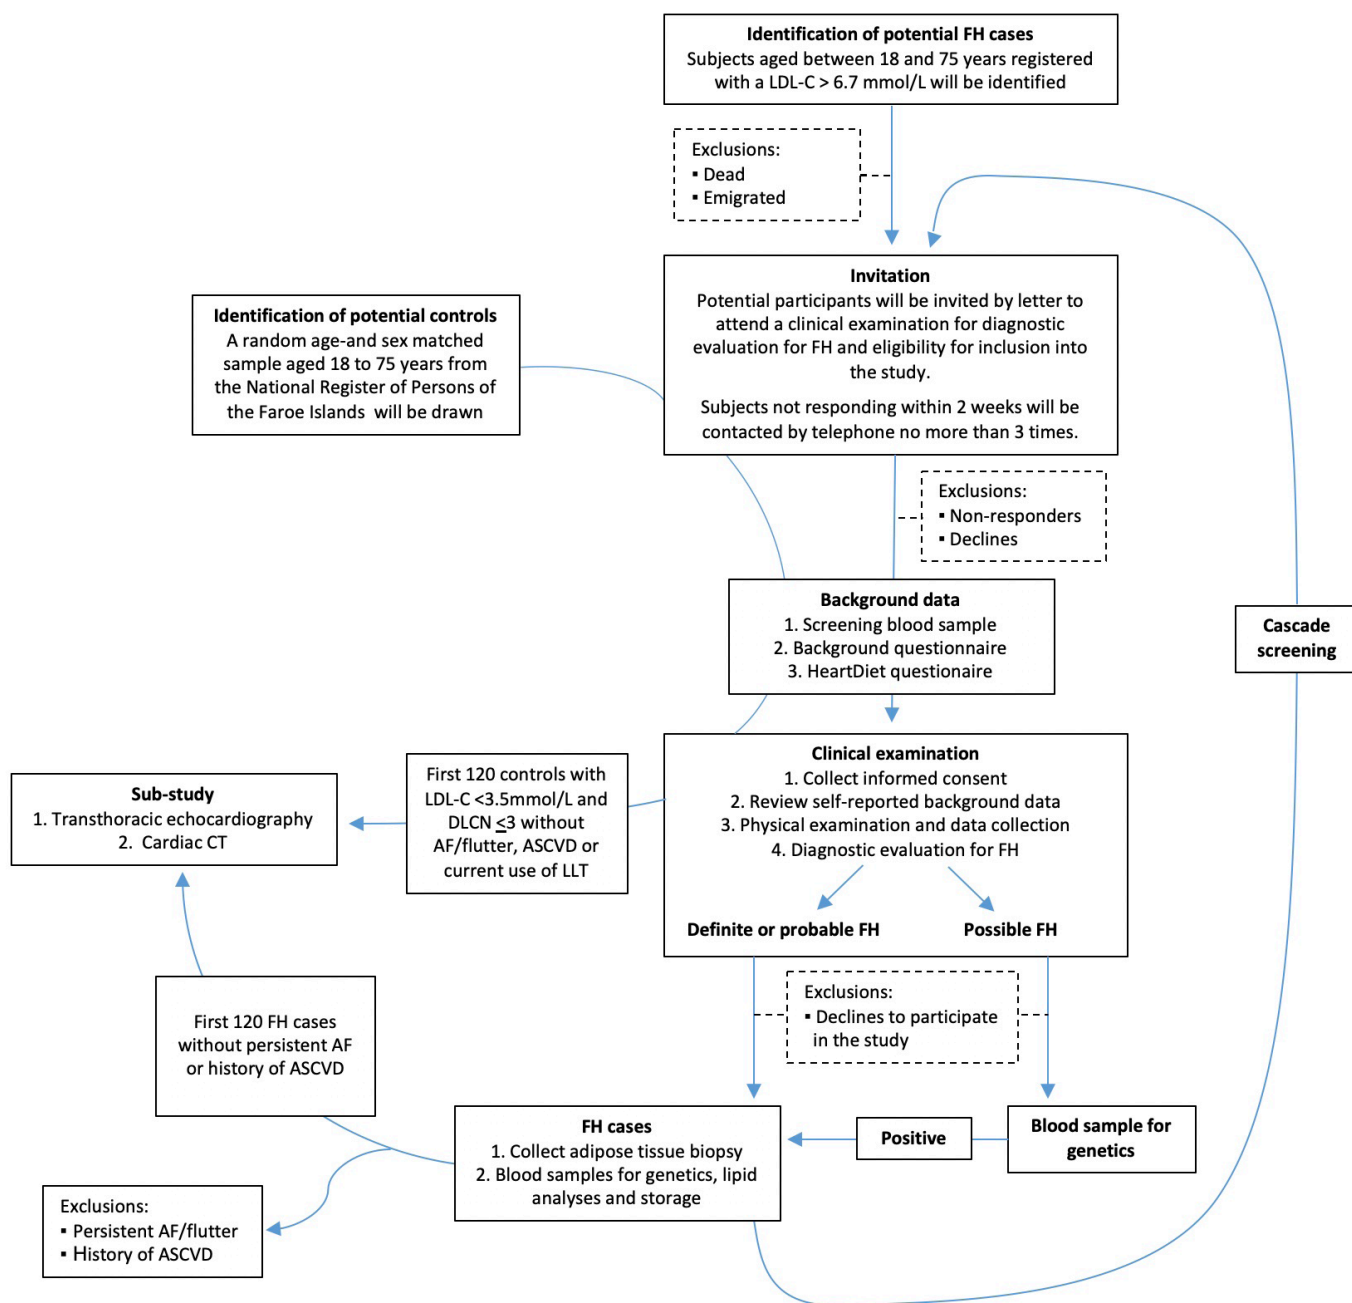 Identification of potential FH cases
Subjects aged between 18 and 75 years registered
with a LDL-C > 6.7 mmol/L will be identified
Exclusions:
▪ Dead
▪ Emigrated
Invitation
Potential participants will be invited by letter to
attend a clinical examination for diagnostic
evaluation for FH and eligibility for inclusion into
the study.
Subjects not responding within 2 weeks will be
contacted by telephone no more than 3 times.
Identification of potential controls
A random age-and sex matched
sample aged 18 to 75 years from
the National Register of Persons of
the Faroe Islands will be drawn
Exclusions:
▪ Non-responders
▪ Declines
Background data
1. Screening blood sample
2. Background questionnaire
3. HeartDiet questionaire
Cascade
screening
Clinical examination
1. Collect informed consent
2. Review self-reported background data
3. Physical examination and data collection
4. Diagnostic evaluation for FH
Definite or probable FH
Possible FH
First 120 controls with
LDL-C <3.5mmol/L and
DLCN <3 without
AF/flutter, ASCVD or
current use of LLT
Sub-study
1. Transthoracic echocardiography
2. Cardiac CT
Exclusions:
▪ Declines to participate
in the study
First 120 FH cases
without persistent AF
or history of ASCVD
FH cases
1. Collect adipose tissue biopsy
2. Blood samples for genetics, lipid
analyses and storage
Positive
Blood sample for
genetics
Exclusions:
▪ Persistent AF/flutter
▪ History of ASCVD